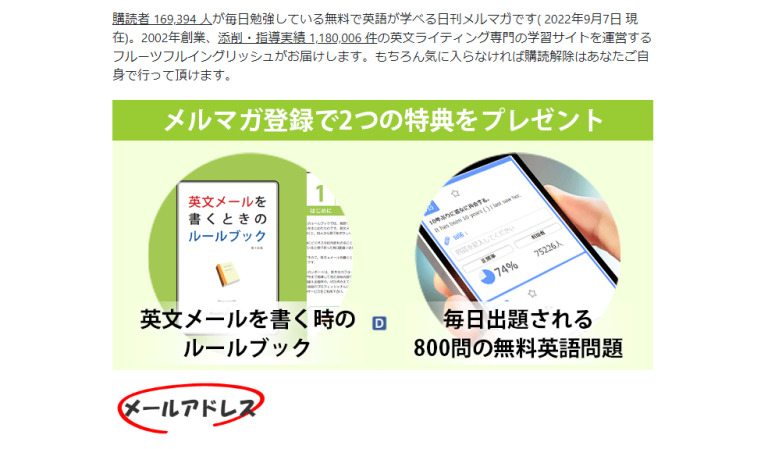 購読者 169,394 人が毎日勉強している無料で英語が学べる日刊メルマガです( 2022年9月7日 現
在)。2002年創業、添削・指導実績 1,180,006 件の英文ライティング専門の学習サイトを運営する
フルーツフルイングリッシュがお届けします。もちろん気に入らなければ購読解除はあなたご自
身で行って頂けます。
メルマガ登録で2つの特典をプレゼント
英文メールを
書くときの
ルールブック
1
はじめに
10年ぶりに君に再会する。
It has been 10 years ( ) I last saw her.
正答率
74%
挑戦者
75226人
英文メールを書く時の
ルールブック
D
毎日出題される
800問の無料英語問題
メールアドレス